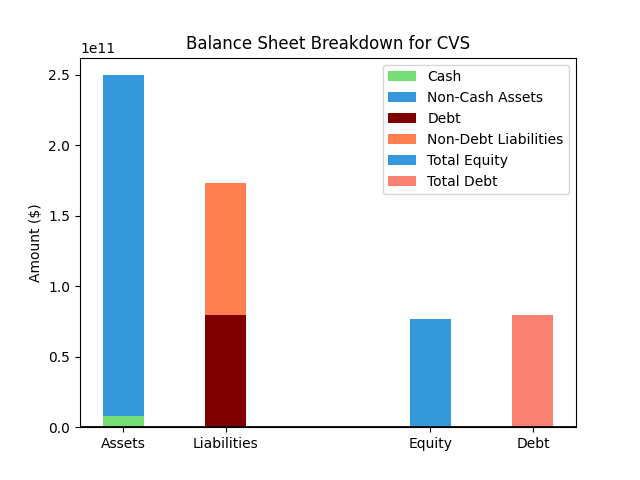 Balance Sheet Breakdown for CVS
1e11
2.5
2.0
1.5
1.0
0.5
0.0
Amount ($)
Cash
Non-Cash Assets
Debt
Non-Debt Liabilities
Total Equity
Total Debt
Assets
Liabilities
Equity
Debt